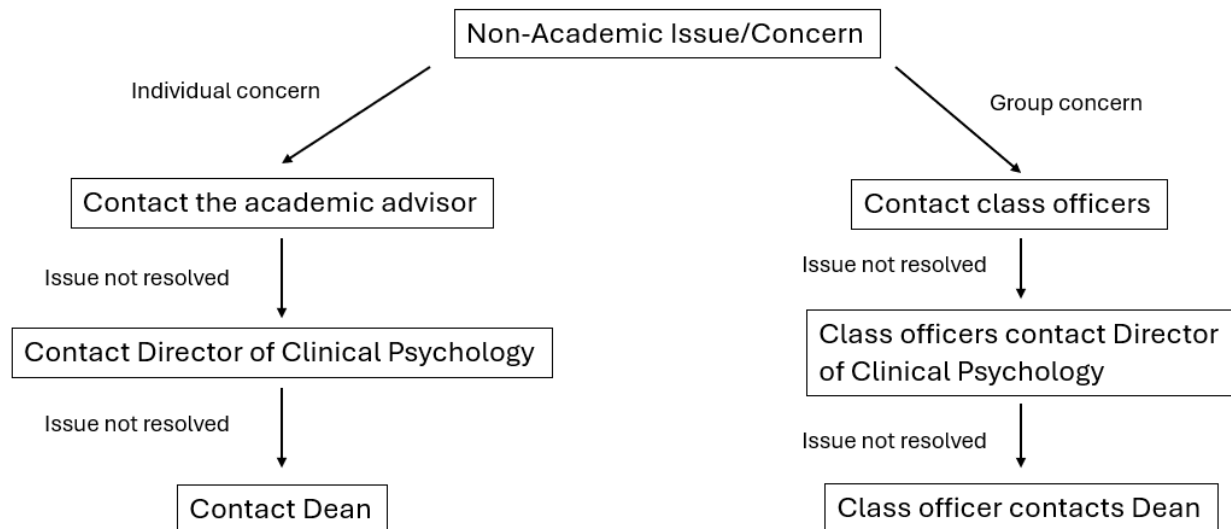 Non-Academic Issue/Concern
Individual concern
Group concern
Contact the academic advisor
Contact class officers
Issue not resolved
Issue not resolved
Contact Director of Clinical Psychology
Class officers contact Director
of Clinical Psychology
Issue not resolved
Issue not resolved
Contact Dean
Class officer contacts Dean